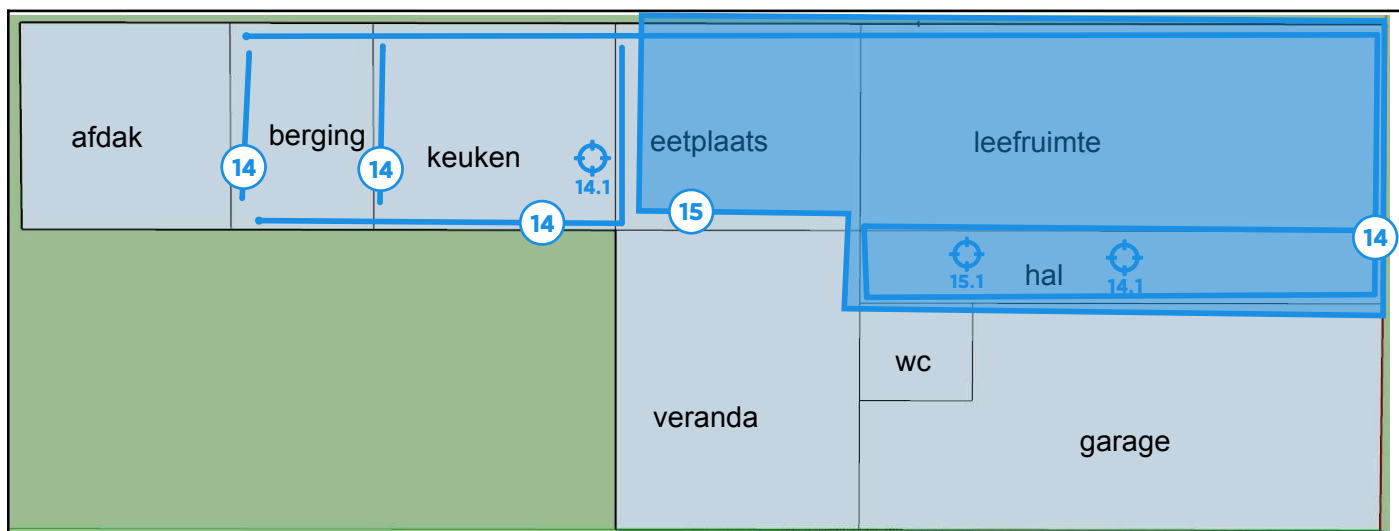 afdak
berging
keuken
eetplaats
leefruimte
14
14
14.1
15
14
14
15.1
hal
14.1
wc
veranda
garage